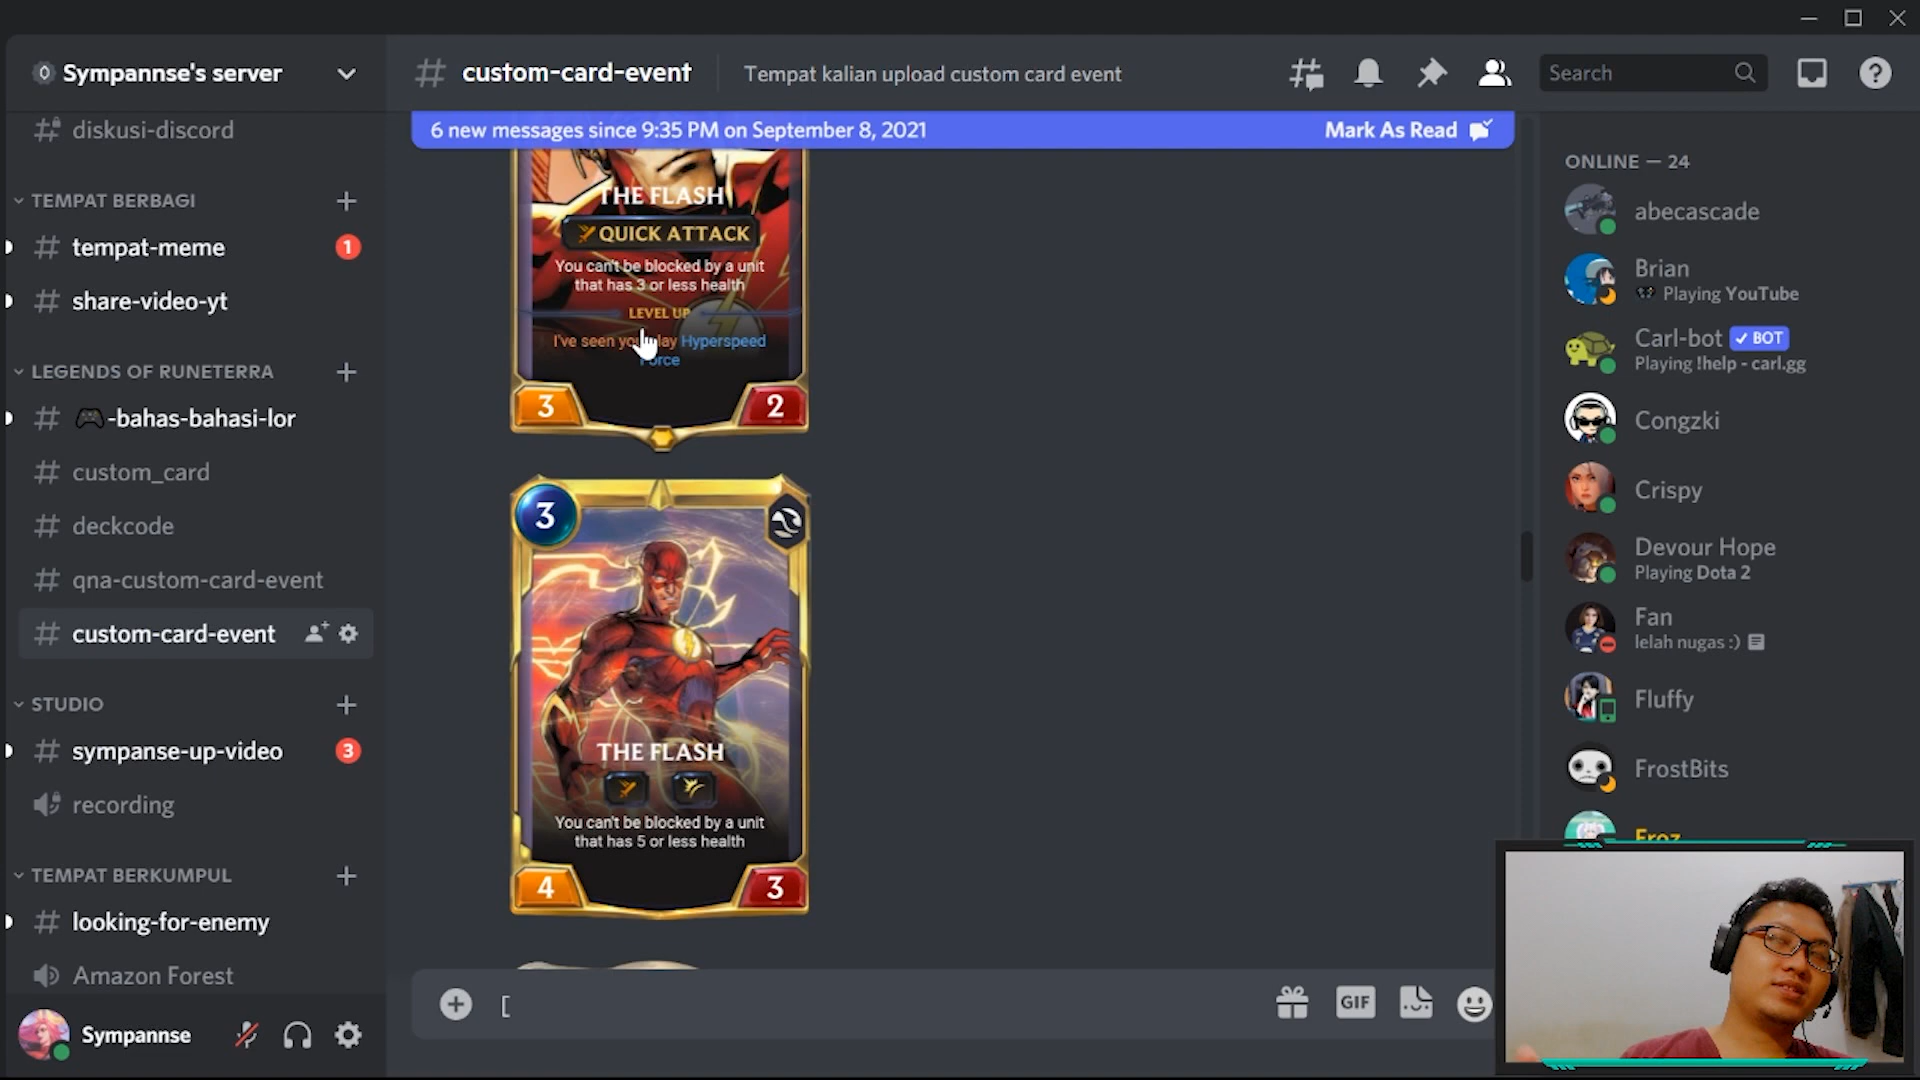 Sympannse's server
custom-card-event
Tempat kalian upload custom card event
Search
6 new messages since 9:35 PM on September 8, 2021
Mark As Read
diskusi-discord
TEMPAT BERBAGI
tempat-meme
1
share-video-yt
LEGENDS OF RUNETERRA
-bahas-bahasi-lor
custom_card
deckcode
qna-custom-card-event
custom-card-event
STUDIO
sympanse-up-video
3
recording
TEMPAT BERKUMPUL
looking-for-enemy
Amazon Forest
Sympannse
THE FLASH
QUICK ATTACK
You can't be blocked by a unit
that has 3 or less health
LEVEL UP
I've seen you play Hyperspeed
Force
3
2
3
THE FLASH
You can't be blocked by a unit
that has 5 or less health
4
3
[
GIF
ONLINE — 24
abecascade
Brian
Playing YouTube
Carl-bot
BOT
Playing !help - carl.gg
Congzki
Crispy
Devour Hope
Playing Dota 2
Fan
lelah nugas :)
Fluffy
FrostBits
Froz